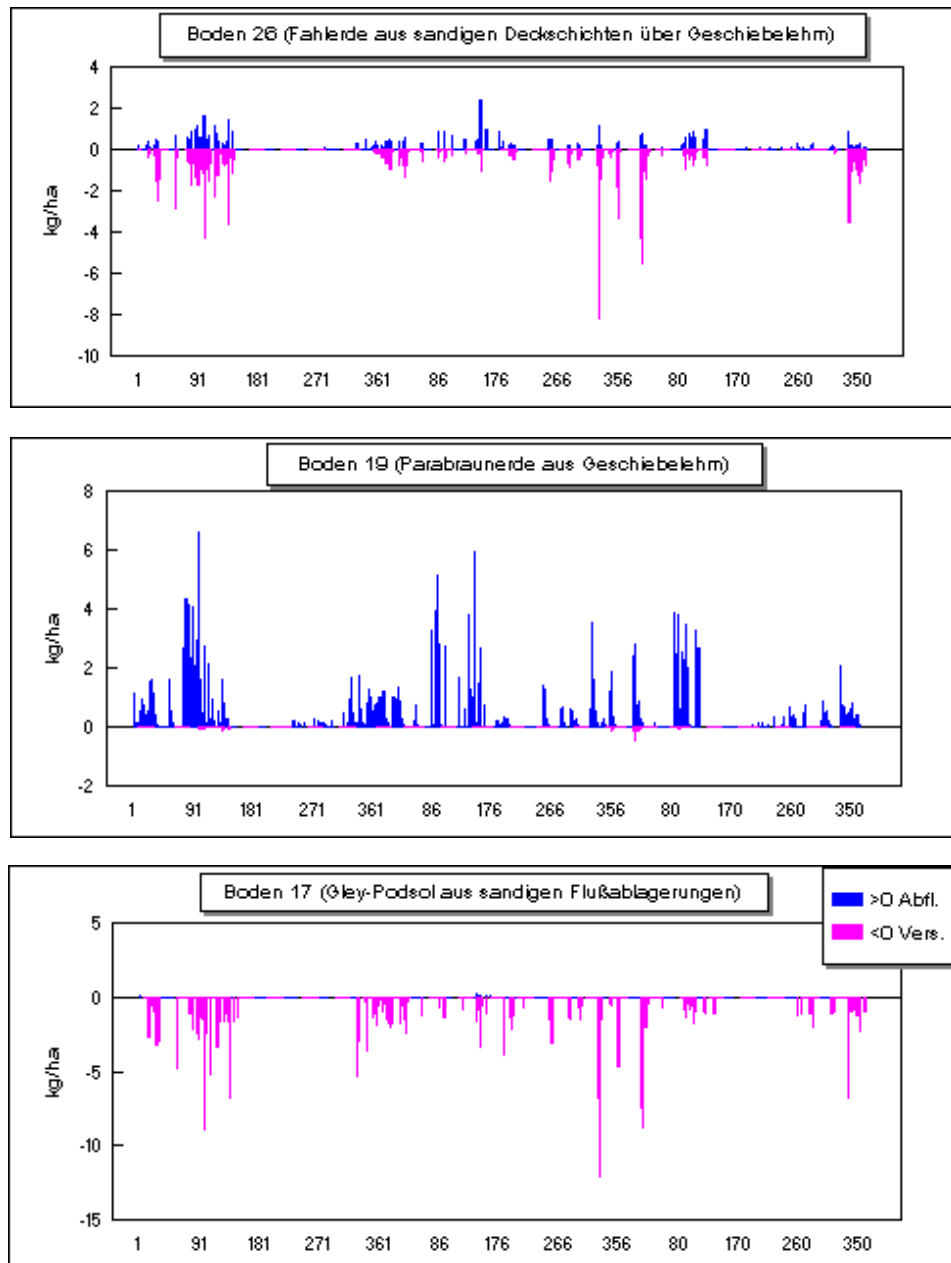 Boden 26 (Fahlerde aus sandigen Deckschichten über Geschiebelehm)
4
2
0
-2
-4
-6
-8
-10
kg/ha
1 91 181 271 361 86 176 266 356 80 170 260 350
Boden 19 (Parabraunerde aus Geschiebelehm)
8
6
4
2
0
-2
kg/ha
1 91 181 271 361 86 176 266 356 80 170 260 350
Boden 17 (Gley-Podsol aus sandigen Flußablagerungen)
>0 Abfl.
<0 Vers.
5
0
-5
-10
-15
kg/ha
1 91 181 271 361 86 176 266 356 80 170 260 350